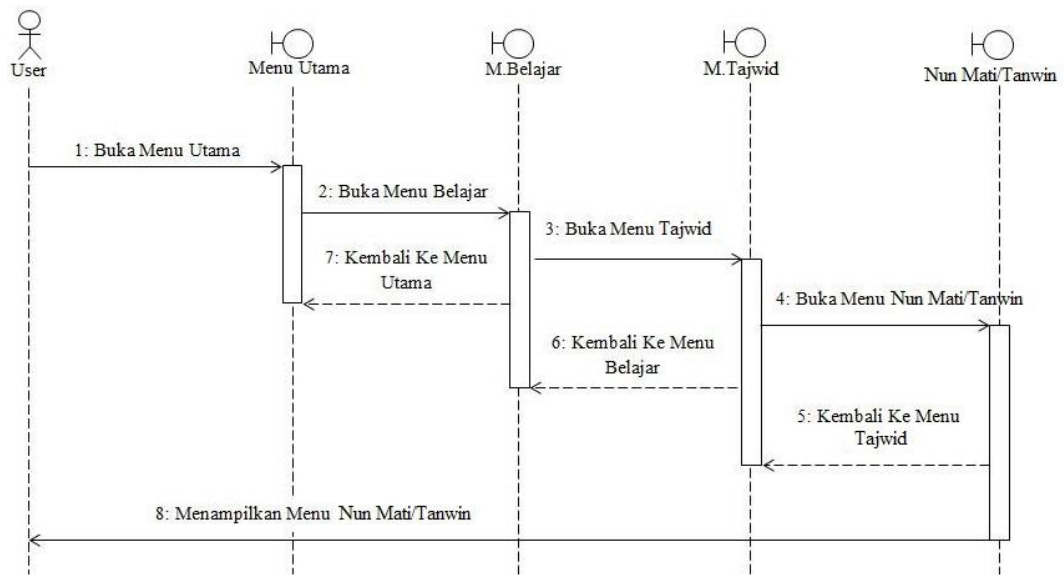 User
Menu Utama
M.Belajar
M.Tajwid
Nun Mati/Tanwin
1: Buka Menu Utama
2: Buka Menu Belajar
3: Buka Menu Tajwid
7: Kembali Ke Menu
Utama
4: Buka Menu Nun Mati/Tanwin
6: Kembali Ke Menu
Belajar
5: Kembali Ke Menu
Tajwid
8: Menampilkan Menu Nun Mati/Tanwin